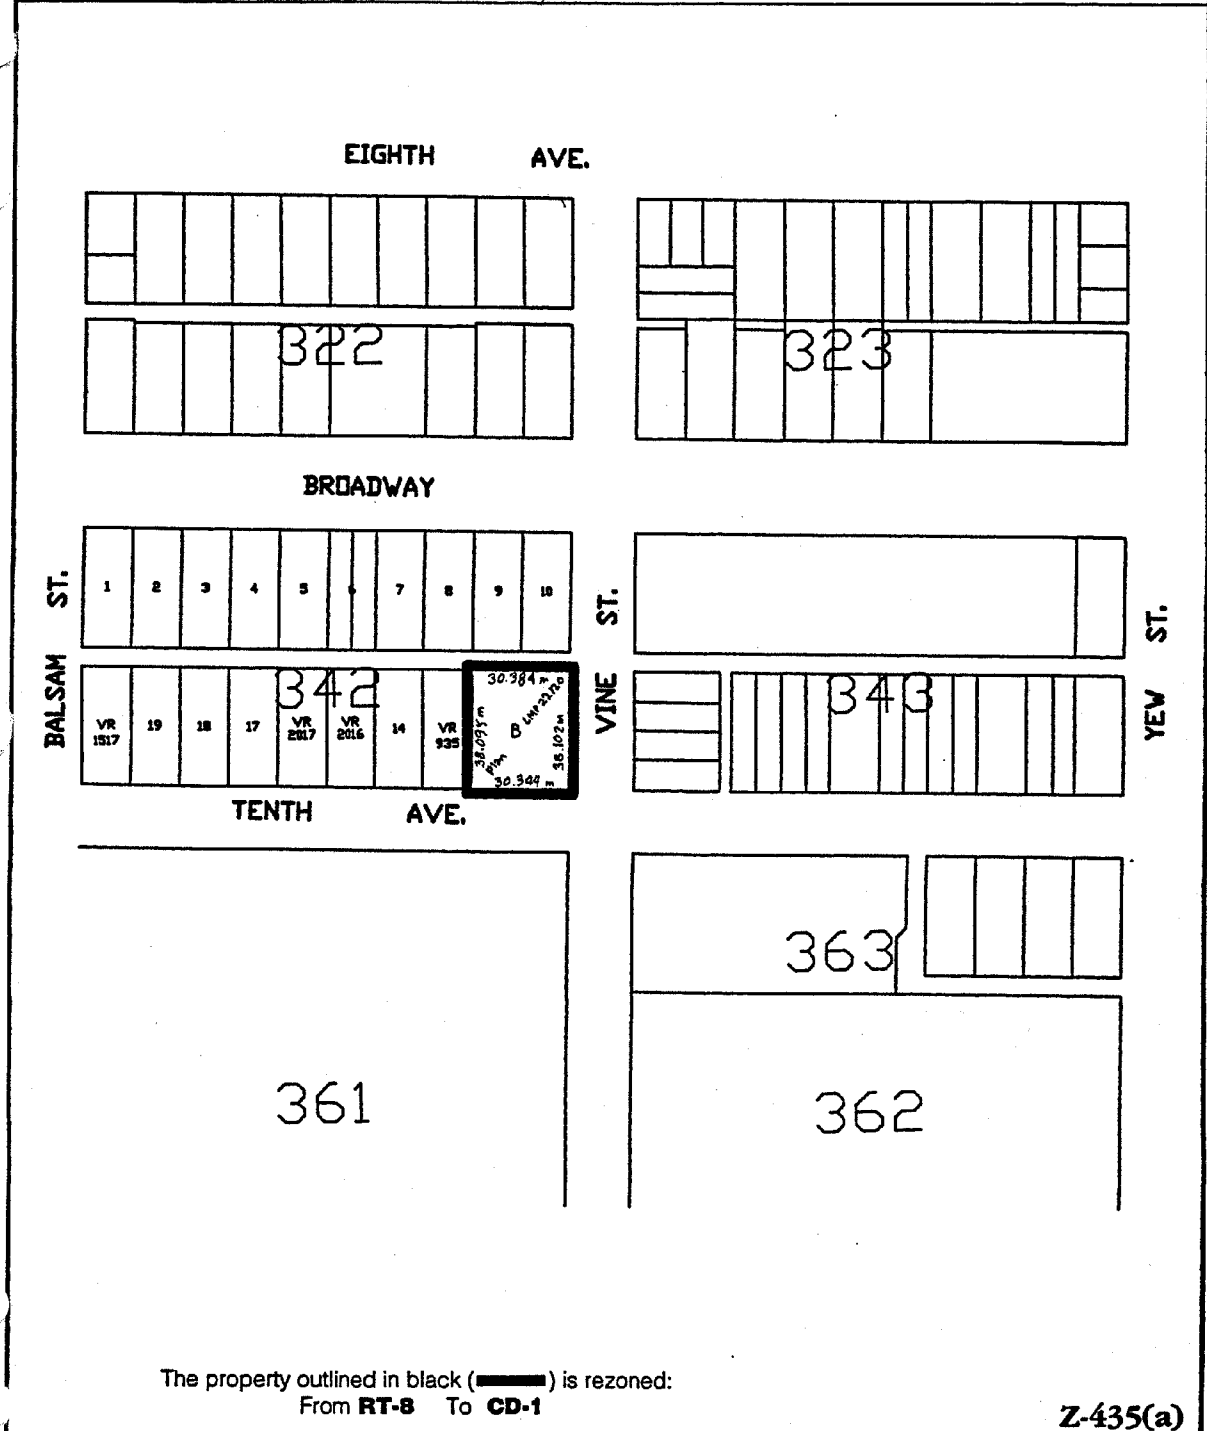 EIGHTH AVE.
322
323
BROADWAY
BALSAM ST.
1 2 3 4 5 6 7 8 9 10
VINE ST.
YEW ST.
342
343
VR 1517
19
18
17
VR 2017
VR 2016
14
VR 935
30.384 m
38.095 m
B
Plan
38.102 m
30.344 m
TENTH AVE.
363
361
362
The property outlined in black ( ) is rezoned:
From RT-8 To CD-1
Z-435(a)